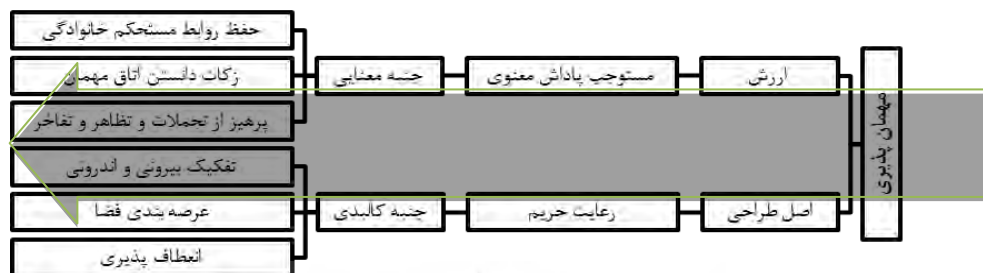 مهمان پذیری
ارزش
مستوجب پاداش معنوی
جنبه معنایی
حفظ روابط مستحکم خانوادگی
زکات دانستن اتاق مهمان
پرهیز از تجملات و تظاهر و تفاخر
اصل طراحی
رعایت حریم
جنبه کالبدی
تفکیک بیرونی و اندرونی
عرصه بندی فضا
انعطاف پذیری